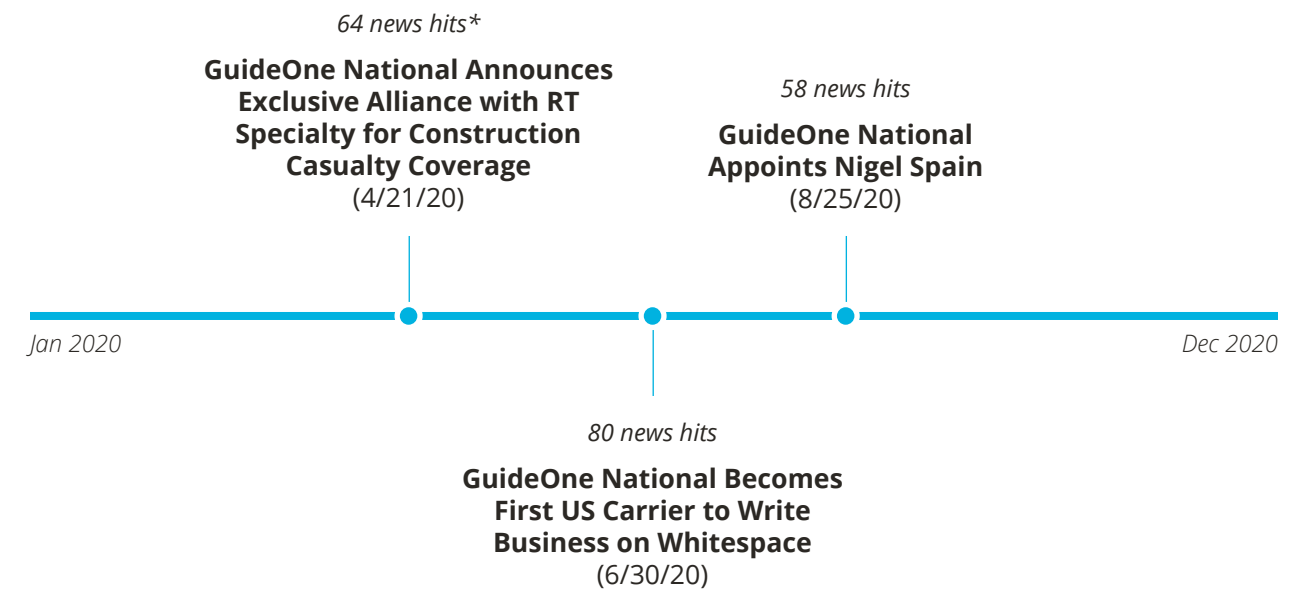 64 news hits*
GuideOne National Announces
Exclusive Alliance with RT
Specialty for Construction
Casualty Coverage
(4/21/20)
58 news hits
GuideOne National
Appoints Nigel Spain
(8/25/20)
Jan 2020
Dec 2020
80 news hits
GuideOne National Becomes
First US Carrier to Write
Business on Whitespace
(6/30/20)